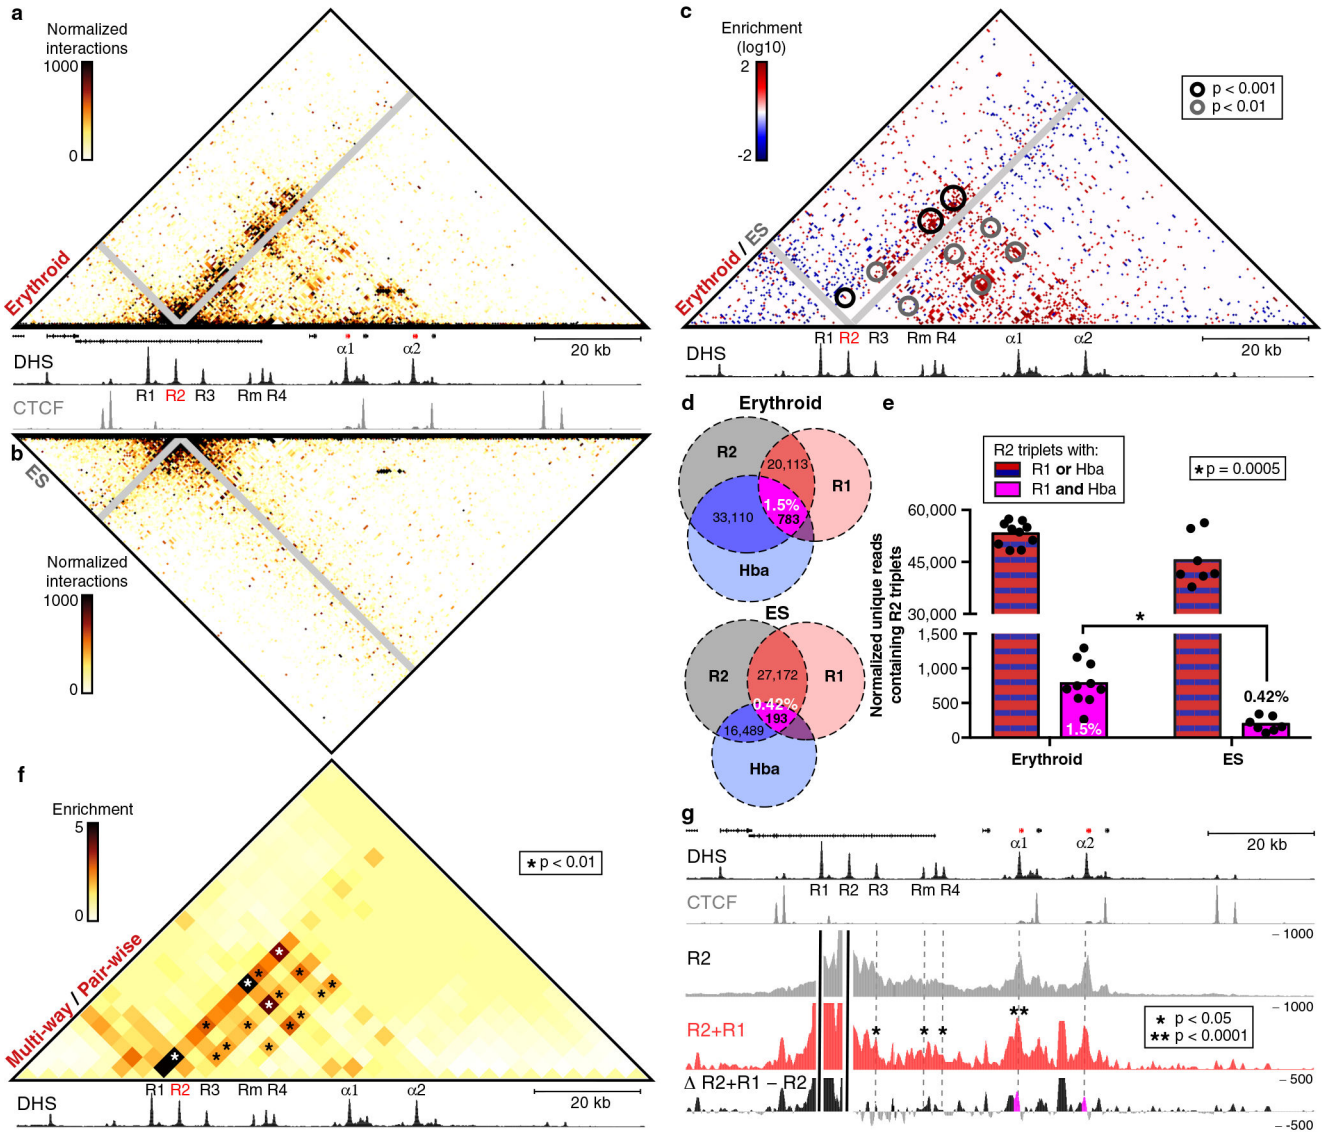 a
Normalized
interactions
1000
0
Erythroid
α1
α2
20 kb
DHS
R1 R2 R3 Rm R4
CTCF
b
ES
Normalized
interactions
1000
0
c
Enrichment
(log10)
2
-2
p < 0.001
p < 0.01
Erythroid / ES
R1 R2 R3 Rm R4 α1 α2
20 kb
DHS
d
Erythroid
R2
20,113
R1
1.5%
33,110
783
Hba
ES
R2
27,172
R1
0.42%
193
16,489
Hba
e
R2 triplets with:
R1 or Hba
R1 and Hba
* p = 0.0005
Normalized unique reads
containing R2 triplets
60,000
45,000
30,000
1,500
1,000
500
0
*
1.5%
0.42%
Erythroid
ES
f
Enrichment
5
0
* p < 0.01
Multi-way / Pair-wise
* * * * * * * * * * * * * * * *
R1 R2 R3 Rm R4 α1 α2
20 kb
DHS
g
α1 α2
20 kb
DHS
R1 R2 R3 Rm R4
CTCF
R2
– 1000
R2+R1
– 1000
* * * **
* p < 0.05
** p < 0.0001
Δ R2+R1 – R2
– 500
– -500